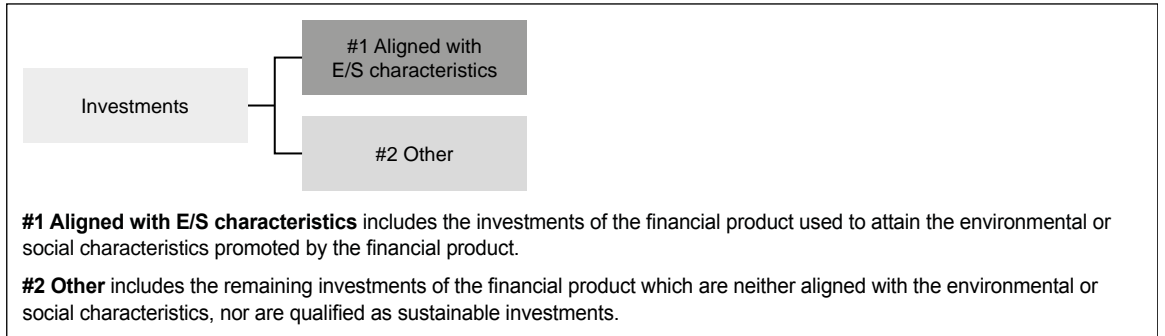 #1 Aligned with
E/S characteristics
Investments
#2 Other
#1 Aligned with E/S characteristics includes the investments of the financial product used to attain the environmental or
social characteristics promoted by the financial product.
#2 Other includes the remaining investments of the financial product which are neither aligned with the environmental or
social characteristics, nor are qualified as sustainable investments.